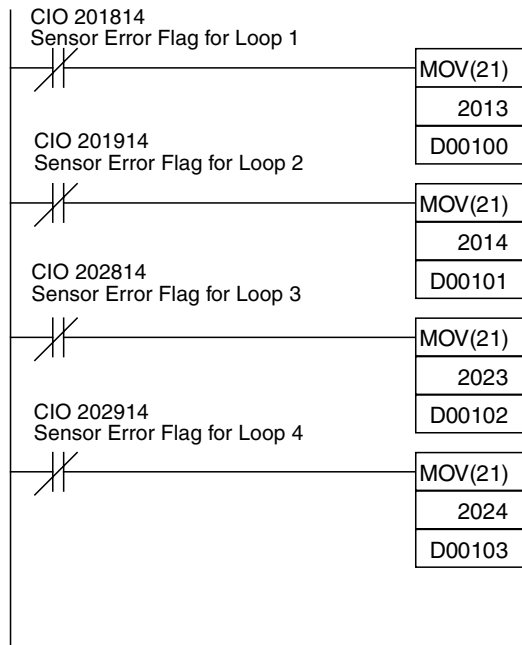 CIO 201814
Sensor Error Flag for Loop 1
MOV(21)
2013
D00100
CIO 201914
Sensor Error Flag for Loop 2
MOV(21)
2014
D00101
CIO 202814
Sensor Error Flag for Loop 3
MOV(21)
2023
D00102
CIO 202914
Sensor Error Flag for Loop 4
MOV(21)
2024
D00103